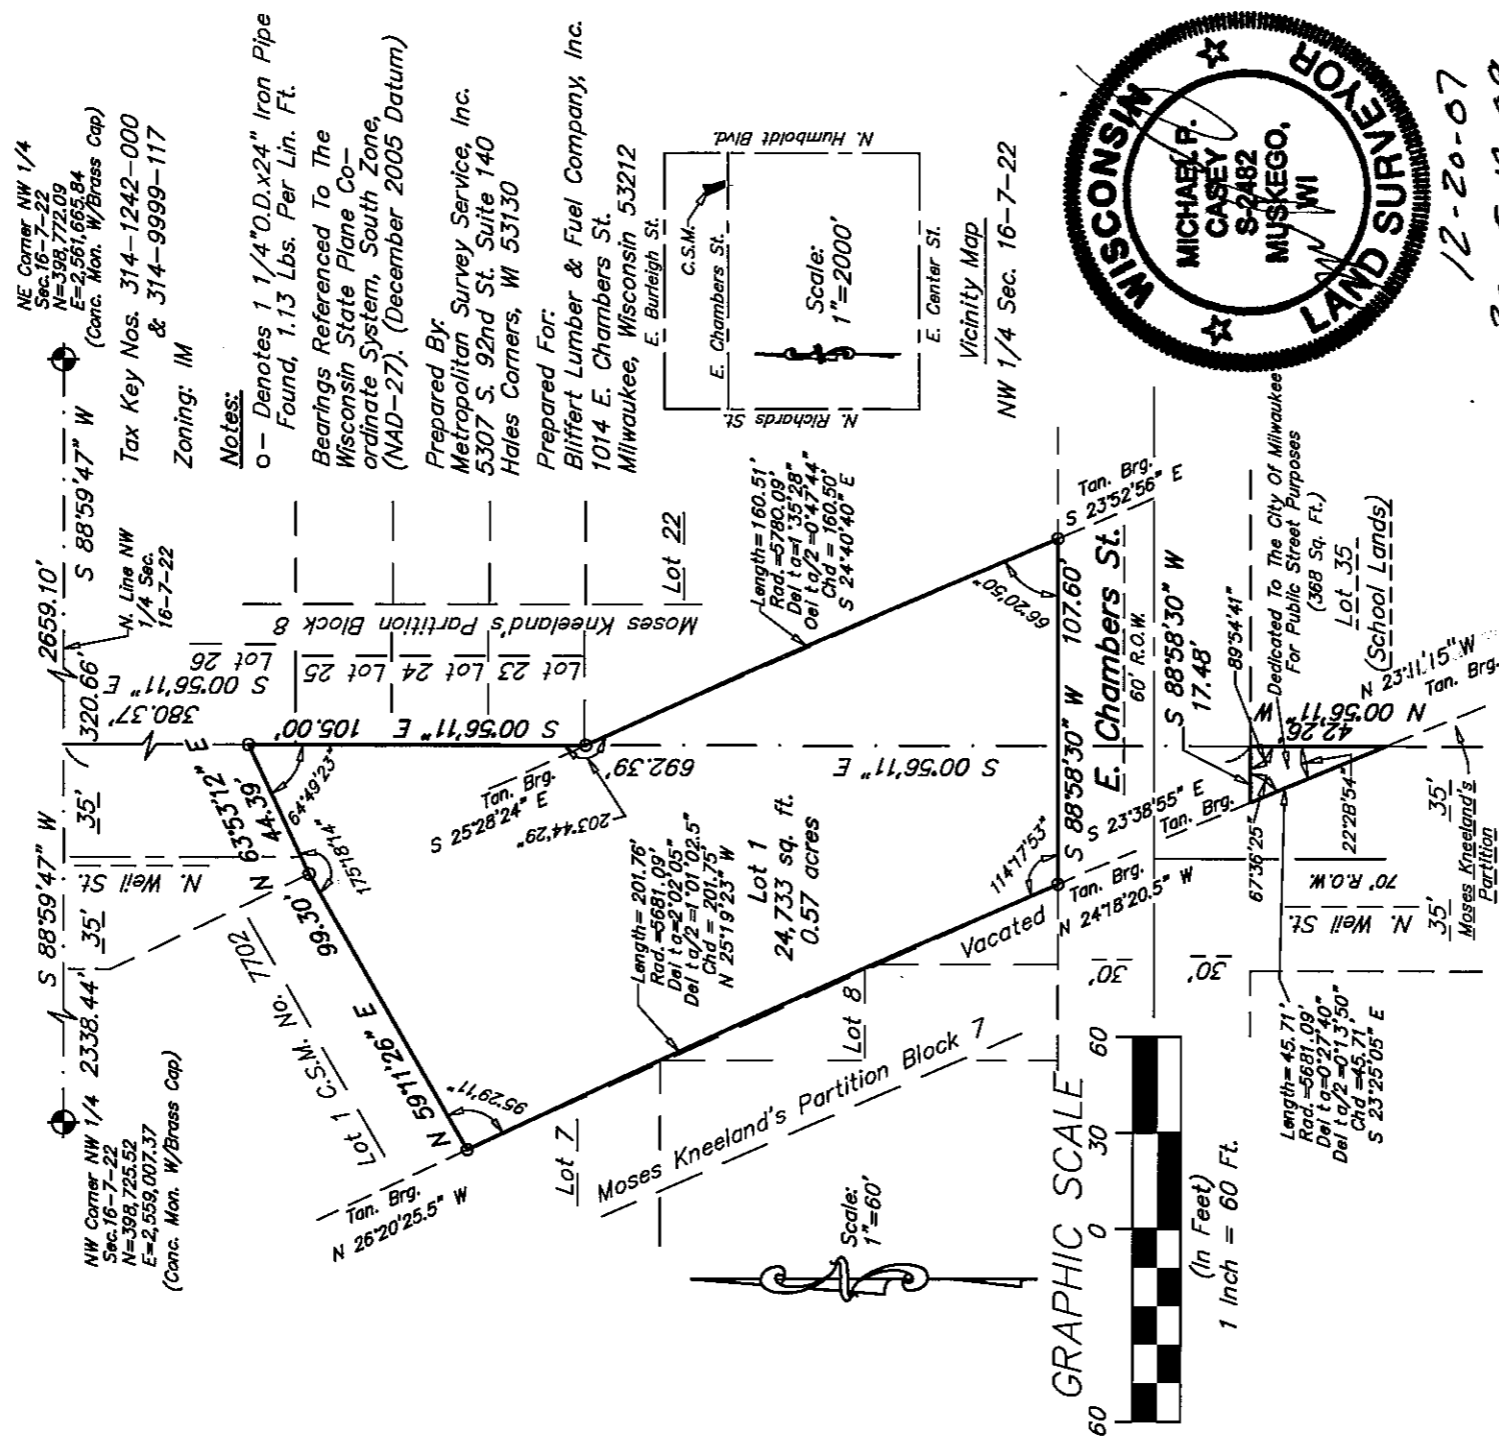 NE Corner NW 1/4
Sec.16-7-22
N=398,772.09
E=2,561,665.84
(Conc. Mon. W/Brass Cap)
Tax Key Nos. 314-1242-000
& 314-9999-117
Zoning: IM
Notes:
o- Denotes 1 1/4"O.D.x24" Iron Pipe
Found, 1.13 Lbs. Per Lin. Ft.
Bearings Referenced To The
Wisconsin State Plane Co-
ordinate System, South Zone,
(NAD-27). (December 2005 Datum)
Prepared By:
Metropolitan Survey Service, Inc.
5307 S. 92nd St. Suite 140
Hales Corners, WI 53130
Prepared For:
Bliffert Lumber & Fuel Company, Inc.
1014 E. Chambers St.
Milwaukee, Wisconsin 53212
E. Burleigh St.
C.S.M.
E. Chambers St.
N. Humboldt Blvd.
N. Richards St.
Scale:
1"=2000'
E. Center St.
Vicinity Map
NW 1/4 Sec. 16-7-22
WISCONSIN
LAND SURVEYOR
MICHAEL P.
CASEY
S-2482
MUSKEGO,
WI
12-20-07
2659.10'
S 88°59'47" W
N. Line NW
1/4 Sec.
16-7-22
320.66'
380.37'
S 00°56'11" E
Lot 26
Lot 25
Lot 24
Lot 23
Moses Kneeland's Partition Block 8
Lot 22
S 88°59'47" W
35'
35'
N. Weil St.
N 63°53'12" E
44.39'
64°49'23"
175°18'14"
105.00'
S 00°56'11" E
99.30'
N 59°11'26" E
Lot 1 C.S.M. No. 7702
95°29'11"
2338.44'
NW Corner NW 1/4
Sec.16-7-22
N=398,725.52
E=2,559,007.37
(Conc. Mon. W/Brass Cap)
Tan. Brg.
N 26°20'25.5" W
Tan. Brg.
S 25°28'24" E
203°44'29"
692.39'
S 00°56'11" E
Length=160.51'
Rad.=5780.09'
Delta=1°35'28"
Delta/2=0°47'44"
Chd = 160.50'
S 24°40'40" E
66°20'50"
Tan. Brg.
S 23°52'56" E
Length=201.76'
Rad.=5681.09'
Delta=2°02'05"
Delta/2=1°01'02.5"
Chd = 201.75'
N 25°19'23" W
Lot 1
24,733 sq. ft.
0.57 acres
Lot 7
Lot 8
Moses Kneeland's Partition Block 7
Vacated
114°17'53"
S 88°58'30" W 107.60'
E. Chambers St.
60' R.O.W.
Tan. Brg.
N 24°18'20.5" W
S 23°38'55" E
Tan. Brg.
30'
30'
S 88°58'30" W
17.48'
89°54'41"
Dedicated To The City Of Milwaukee
For Public Street Purposes
(368 Sq. Ft.)
Lot 35
(School Lands)
N 00°56'11" W
42.26'
N 23°11'15" W
Tan. Brg.
67°36'25"
22°28'54"
70' R.O.W.
N. Weil St.
35'
35'
Moses Kneeland's
Partition
Length=45.71'
Rad.=5681.09'
Delta=0°27'40"
Delta/2=0°13'50"
Chd =45.71'
S 23°25'05" E
Scale:
1"=60'
GRAPHIC SCALE
60 0 30 60
(In Feet)
1 Inch = 60 Ft.